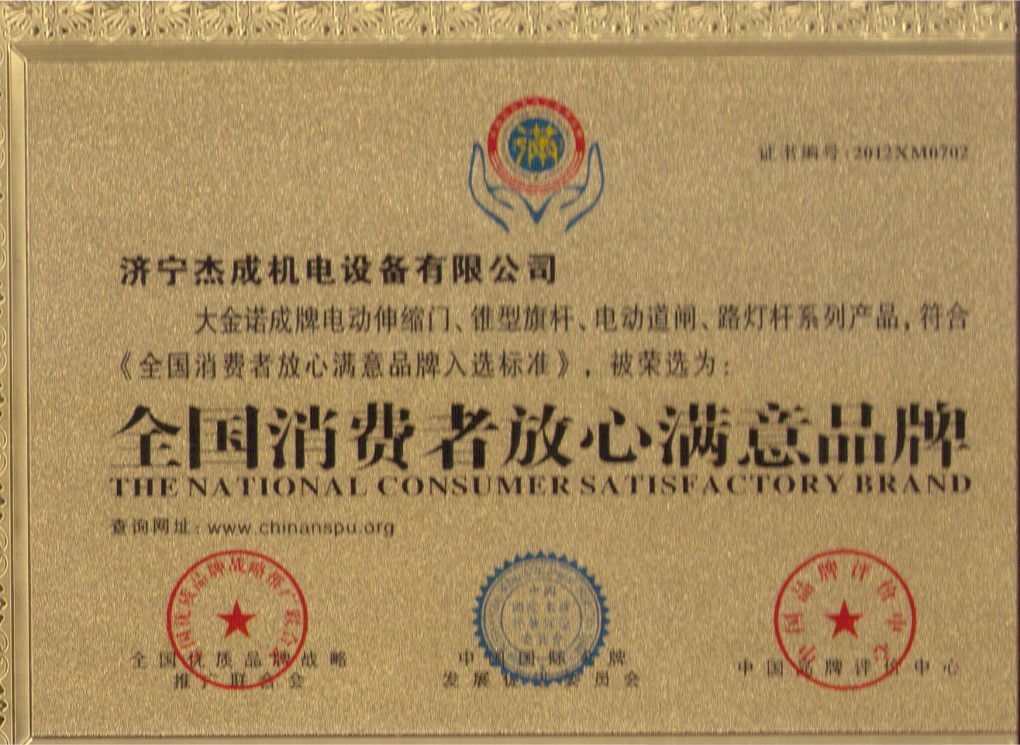 满
证书编号:2012XM0702
济宁杰成机电设备有限公司
大金诺成牌电动伸缩门、锥型旗杆、电动道闸、路灯杆系列产品,符合
《全国消费者放心满意品牌入选标准》,被荣选为:
全国消费者放心满意品牌
THE NATIONAL CONSUMER SATISFACTORY BRAND
查询网址:www.chinanspu.org
全国优质品牌战略
推广联合会
中国国际名牌
发展促进委员会
中国品牌评价中心